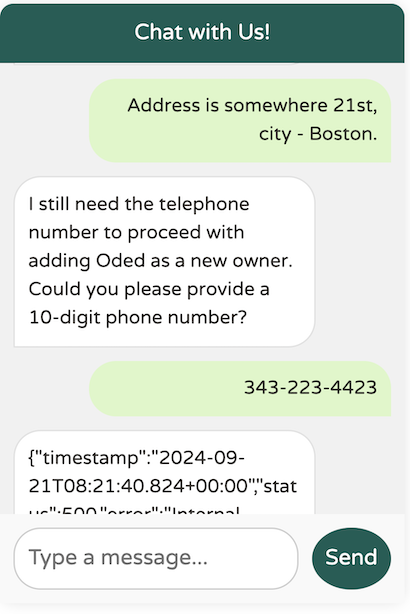 Chat with Us!
Address is somewhere 21st,
city - Boston.
I still need the telephone
number to proceed with
adding Oded as a new owner.
Could you please provide a
10-digit phone number?
343-223-4423
{"timestamp":"2024-09-
21T08:21:40.824+00:00","stat
us":500,"error":"Internal
Type a message...
Send